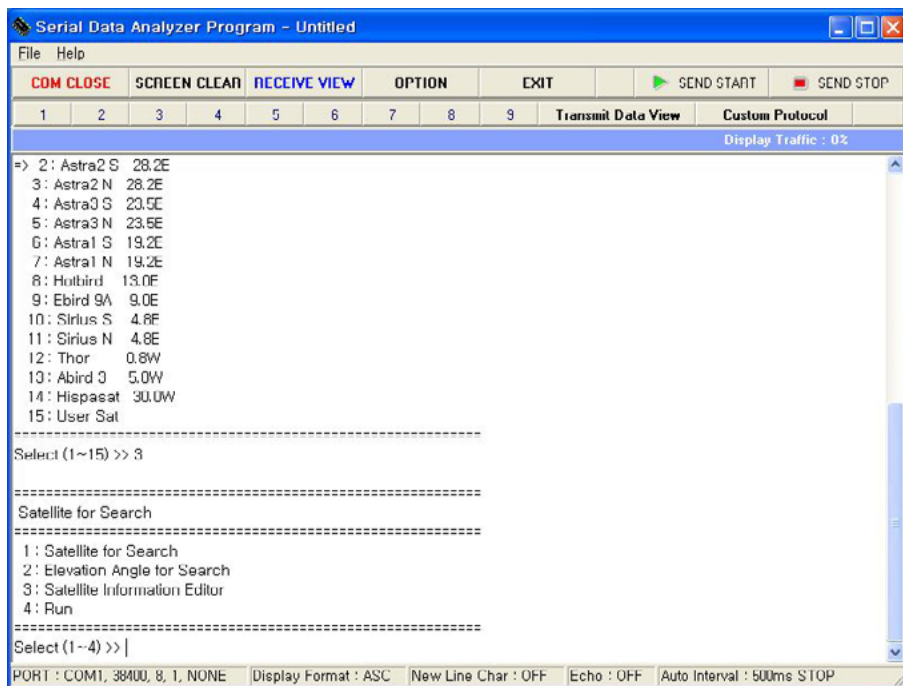 Serial Data Analyzer Program - Untitled
File Help
COM CLOSE SCREEN CLEAR RECEIVE VIEW OPTION EXIT SEND START SEND STOP
1 2 3 4 5 6 7 8 9 Transmit Data View Custom Protocol
Display Traffic : 0%
=> 2 : Astra2 S 28.2E
3 : Astra2 N 28.2E
4 : Astra3 S 23.5E
5 : Astra3 N 23.5E
6 : Astra1 S 19.2E
7 : Astra1 N 19.2E
8 : Hotbird 13.0E
9 : Ebird 9A 9.0E
10 : Sirius S 4.8E
11 : Sirius N 4.8E
12 : Thor 0.8W
13 : Abird 3 5.0W
14 : Hispasat 30.0W
15 : User Sat
============================================================
Select (1~15) >> 3
============================================================
Satellite for Search
============================================================
1 : Satellite for Search
2 : Elevation Angle for Search
3 : Satellite Information Editor
4 : Run
============================================================
Select (1~4) >>
PORT : COM1, 38400, 8, 1, NONE Display Format : ASC New Line Char : OFF Echo : OFF Auto Interval : 500ms STOP